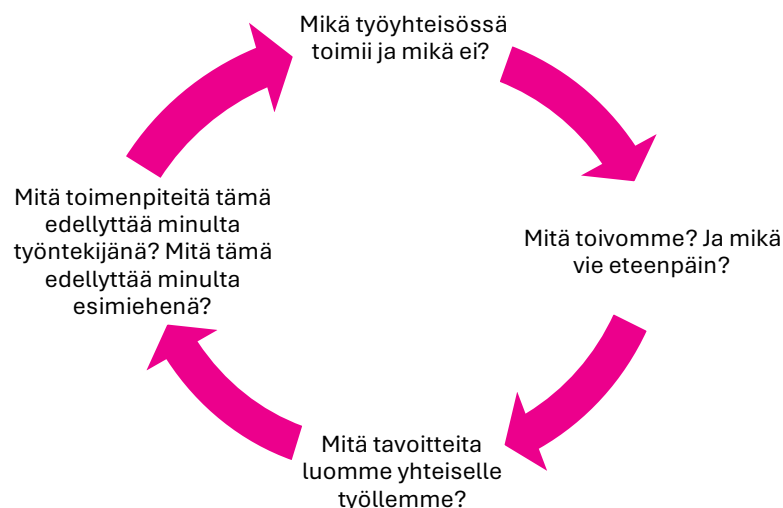 Mikä työyhteisössä
toimii ja mikä ei?
Mitä toivomme? Ja mikä
vie eteenpäin?
Mitä tavoitteita
luomme yhteiselle
työllemme?
Mitä toimenpiteitä tämä
edellyttää minulta
työntekijänä? Mitä tämä
edellyttää minulta
esimiehenä?